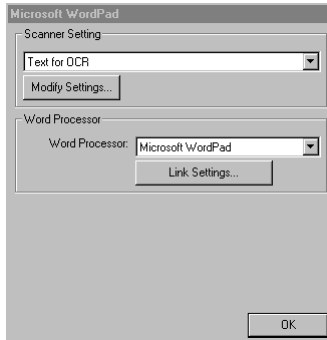 Microsoft WordPad
Scanner Setting
Text for OCR
Modify Settings...
Word Processor
Word Processor: Microsoft WordPad
Link Settings...
OK